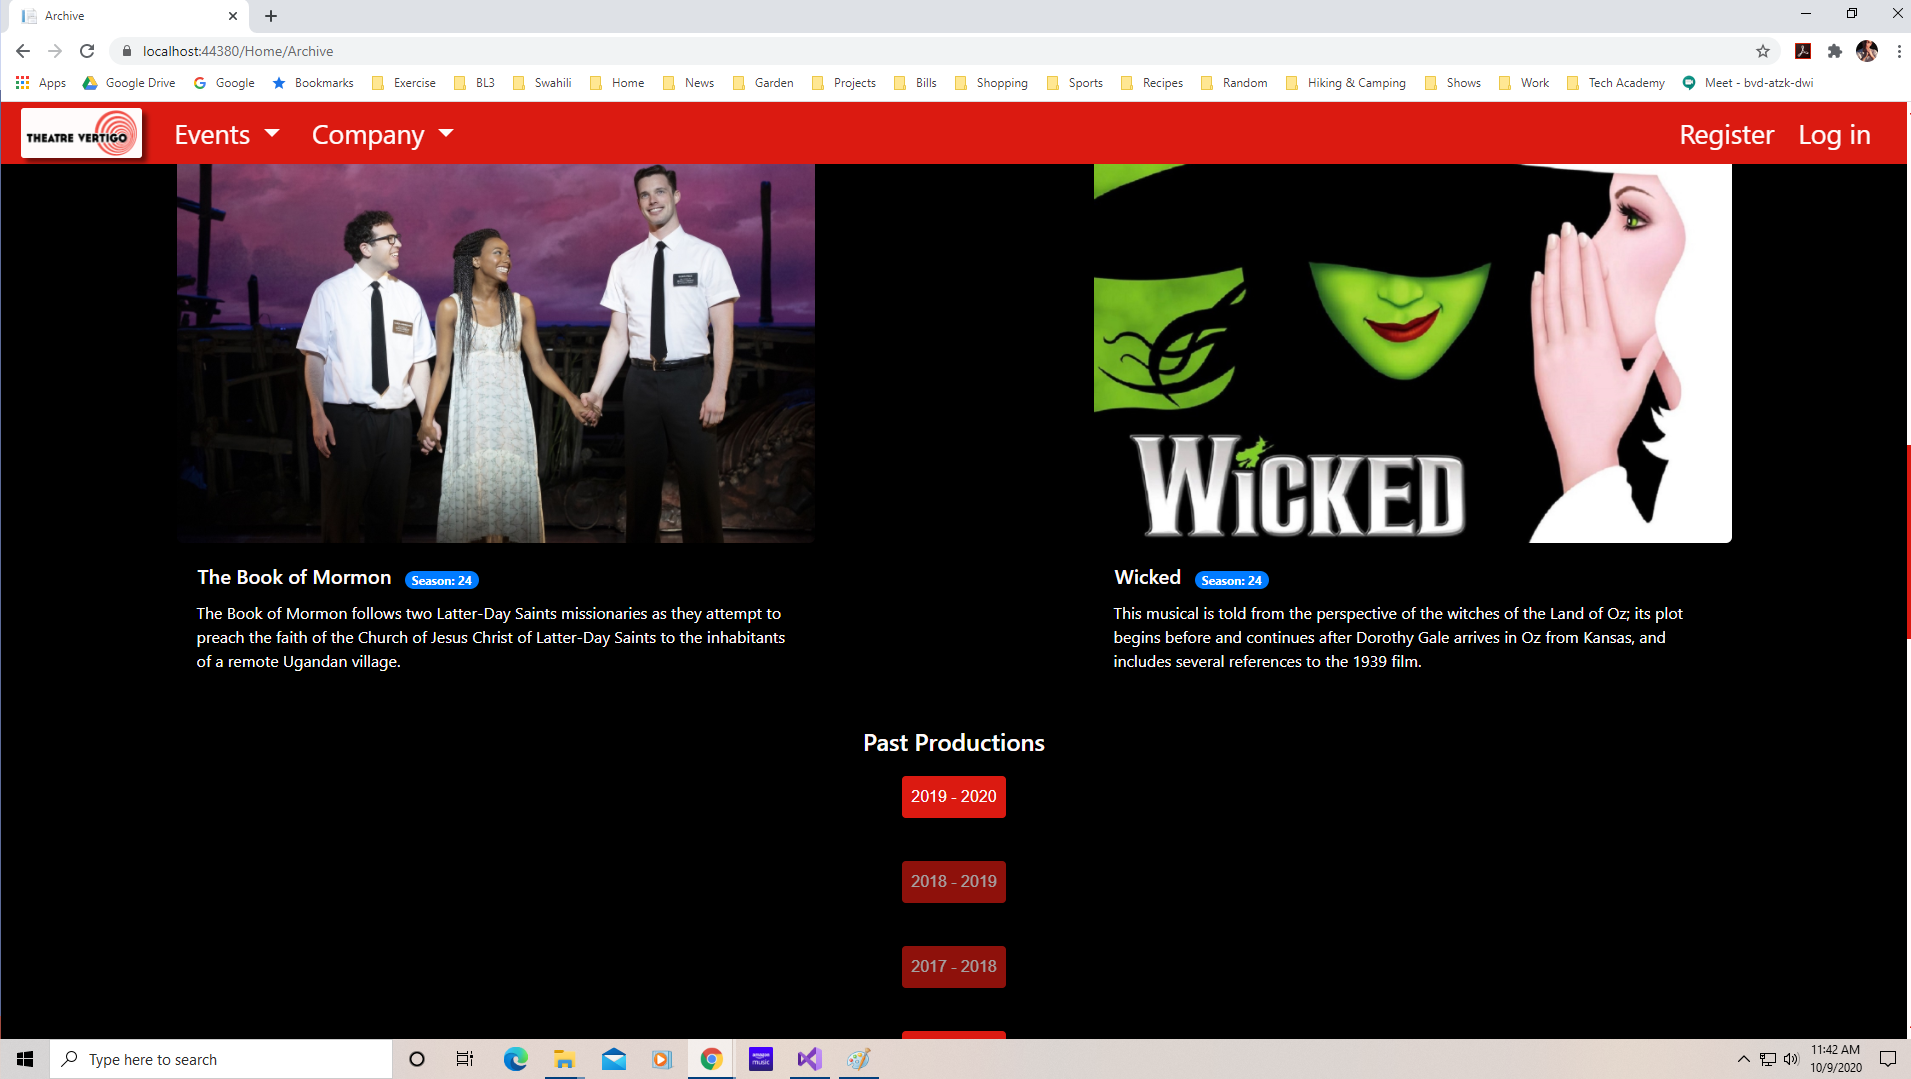 Archive
localhost:44380/Home/Archive
Apps Google Drive Google Bookmarks Exercise BL3 Swahili Home News Garden Projects Bills Shopping Sports Recipes Random Hiking & Camping Shows Work Tech Academy Meet - bvd-atzk-dwi
THEATRE VERTIGO Events Company Register Log in
WICKED
The Book of Mormon Season: 24
The Book of Mormon follows two Latter-Day Saints missionaries as they attempt to
preach the faith of the Church of Jesus Christ of Latter-Day Saints to the inhabitants
of a remote Ugandan village.
Wicked Season: 24
This musical is told from the perspective of the witches of the Land of Oz; its plot
begins before and continues after Dorothy Gale arrives in Oz from Kansas, and
includes several references to the 1939 film.
Past Productions
2019 - 2020
2018 - 2019
2017 - 2018
Type here to search
amazon
music
11:42 AM
10/9/2020